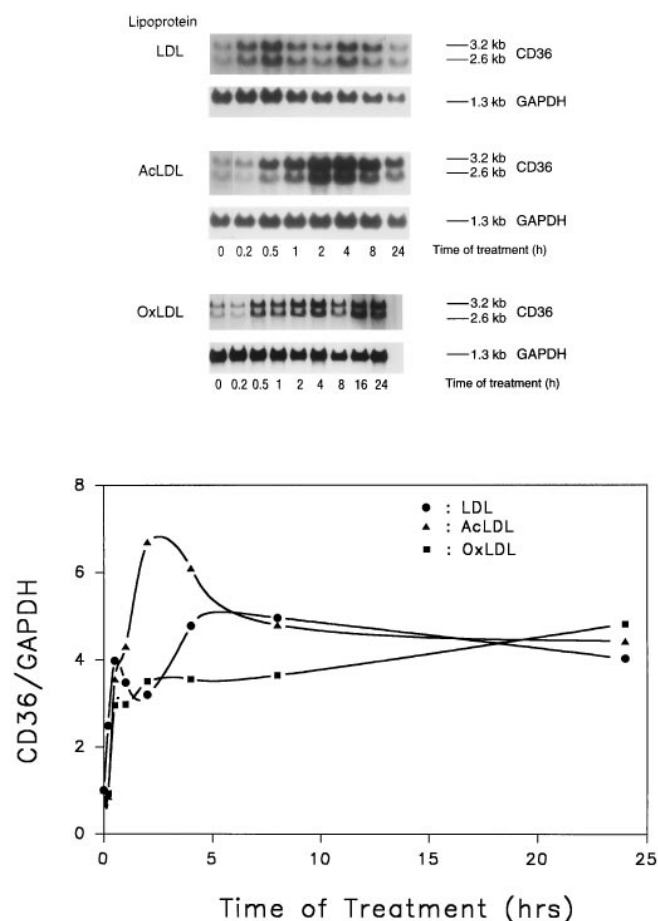 Lipoprotein
LDL
3.2 kb CD36
2.6 kb
1.3 kb GAPDH
AcLDL
3.2 kb CD36
2.6 kb
1.3 kb GAPDH
0 0.2 0.5 1 2 4 8 24 Time of treatment (h)
OxLDL
3.2 kb CD36
2.6 kb
1.3 kb GAPDH
0 0.2 0.5 1 2 4 8 16 24 Time of treatment (h)
8
● : LDL
▲ : AcLDL
■ : OxLDL
6
4
2
0
CD36/GAPDH
0 5 10 15 20 25
Time of Treatment (hrs)